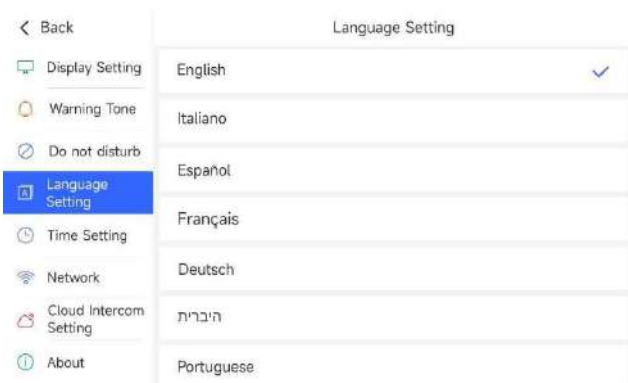 Back
Language Setting
Display Setting
Warning Tone
Do not disturb
Language
Setting
Time Setting
Network
Cloud Intercom
Setting
About
English
Italiano
Español
Français
Deutsch
היברית
Portuguese